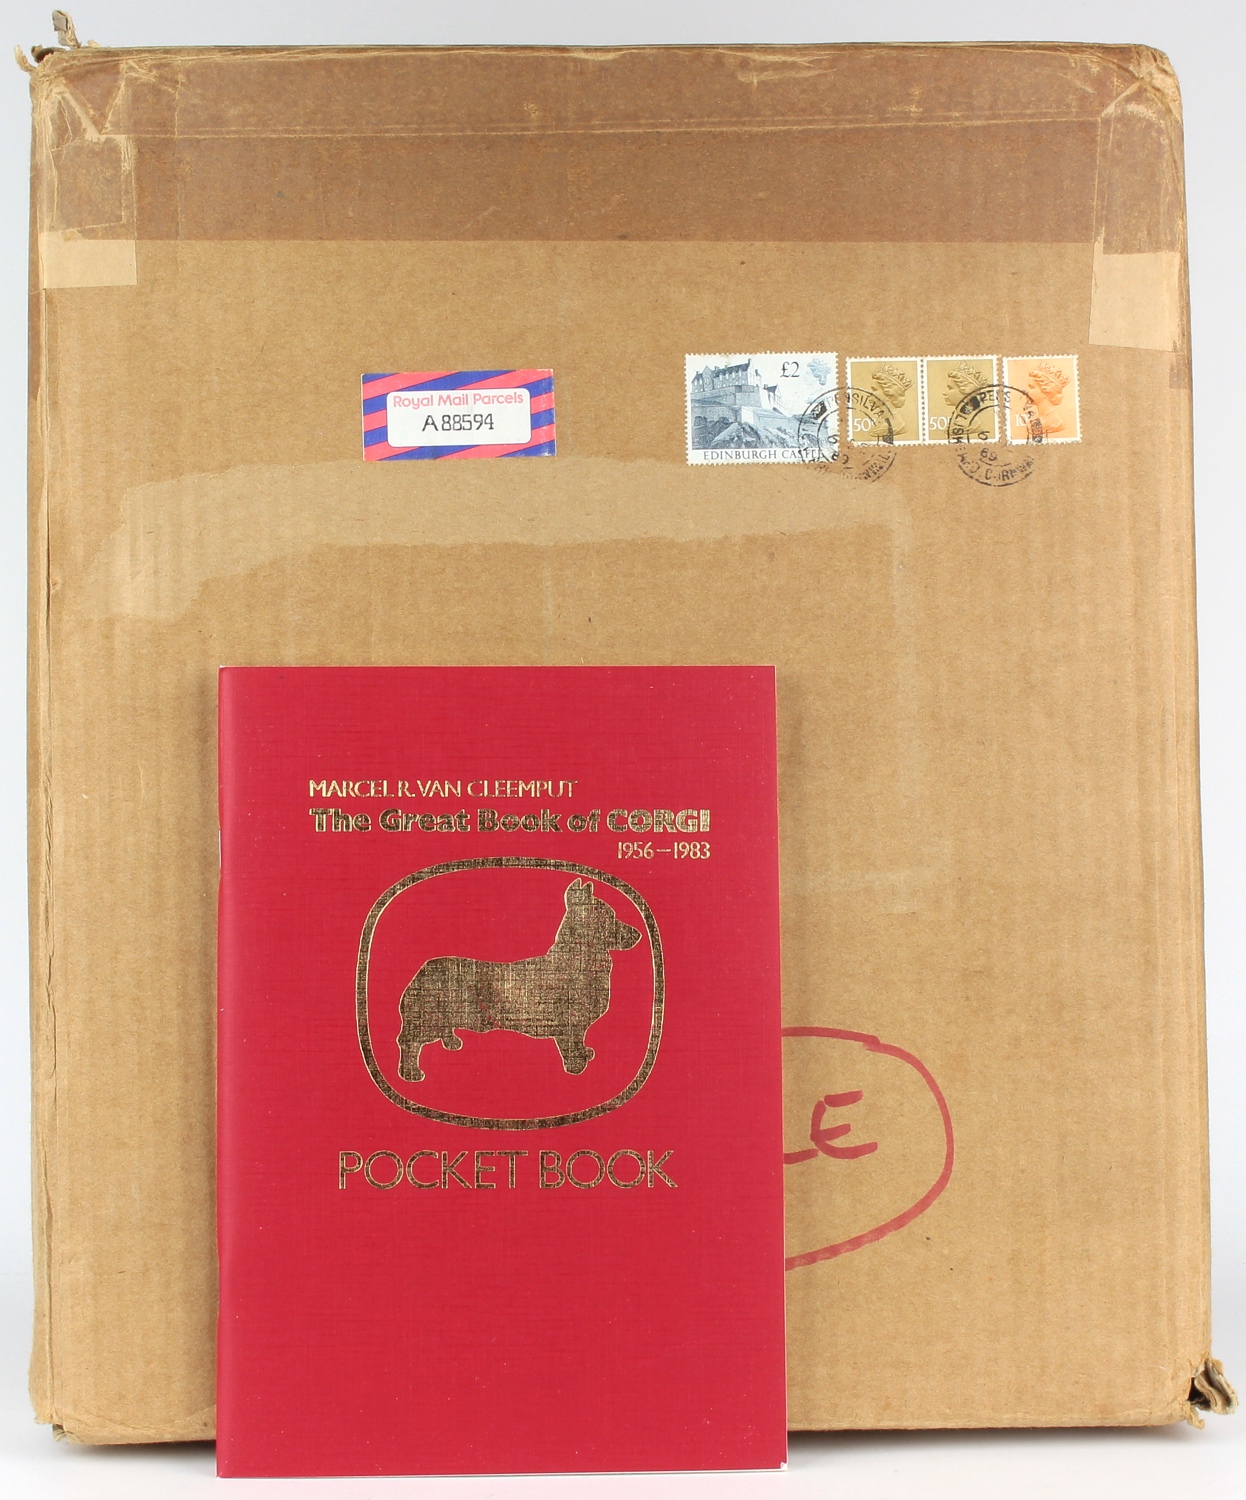 £2
EDINBURGH CASTLE
50
50
Royal Mail Parcels
A 88594
MARCEL R. VAN CLEEMPUT
The Great Book of CORGI
1956—1983
POCKET BOOK
LE